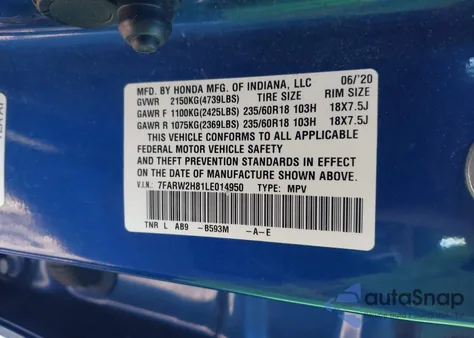 MFD. BY HONDA MFG. OF INDIANA, LLC 06/'20
GVWR 2150KG(4739LBS) TIRE SIZE RIM SIZE
GAWR F 1100KG(2425LBS) 235/60R18 103H 18X7.5J
GAWR R 1075KG(2369LBS) 235/60R18 103H 18X7.5J
THIS VEHICLE CONFORMS TO ALL APPLICABLE
FEDERAL MOTOR VEHICLE SAFETY
AND THEFT PREVENTION STANDARDS IN EFFECT
ON THE DATE OF MANUFACTURE SHOWN ABOVE.
V.I.N.: 7FARW2H81LE014950 TYPE: MPV
TNR L AB9 -B593M -A-E
autoSnap